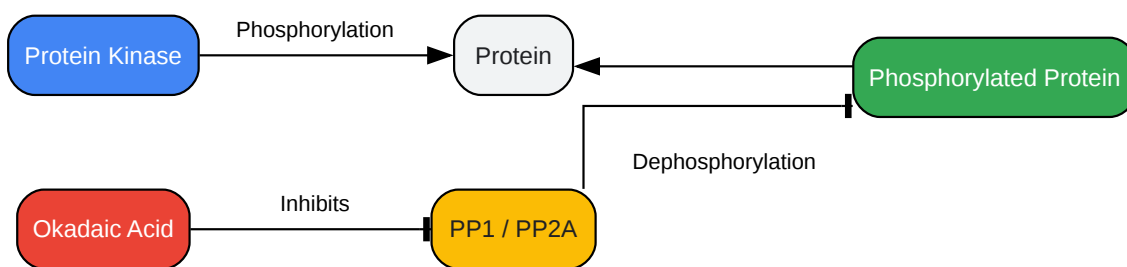 Phosphorylation
Protein Kinase
Protein
Phosphorylated Protein
Dephosphorylation
Inhibits
Okadaic Acid
PP1 / PP2A